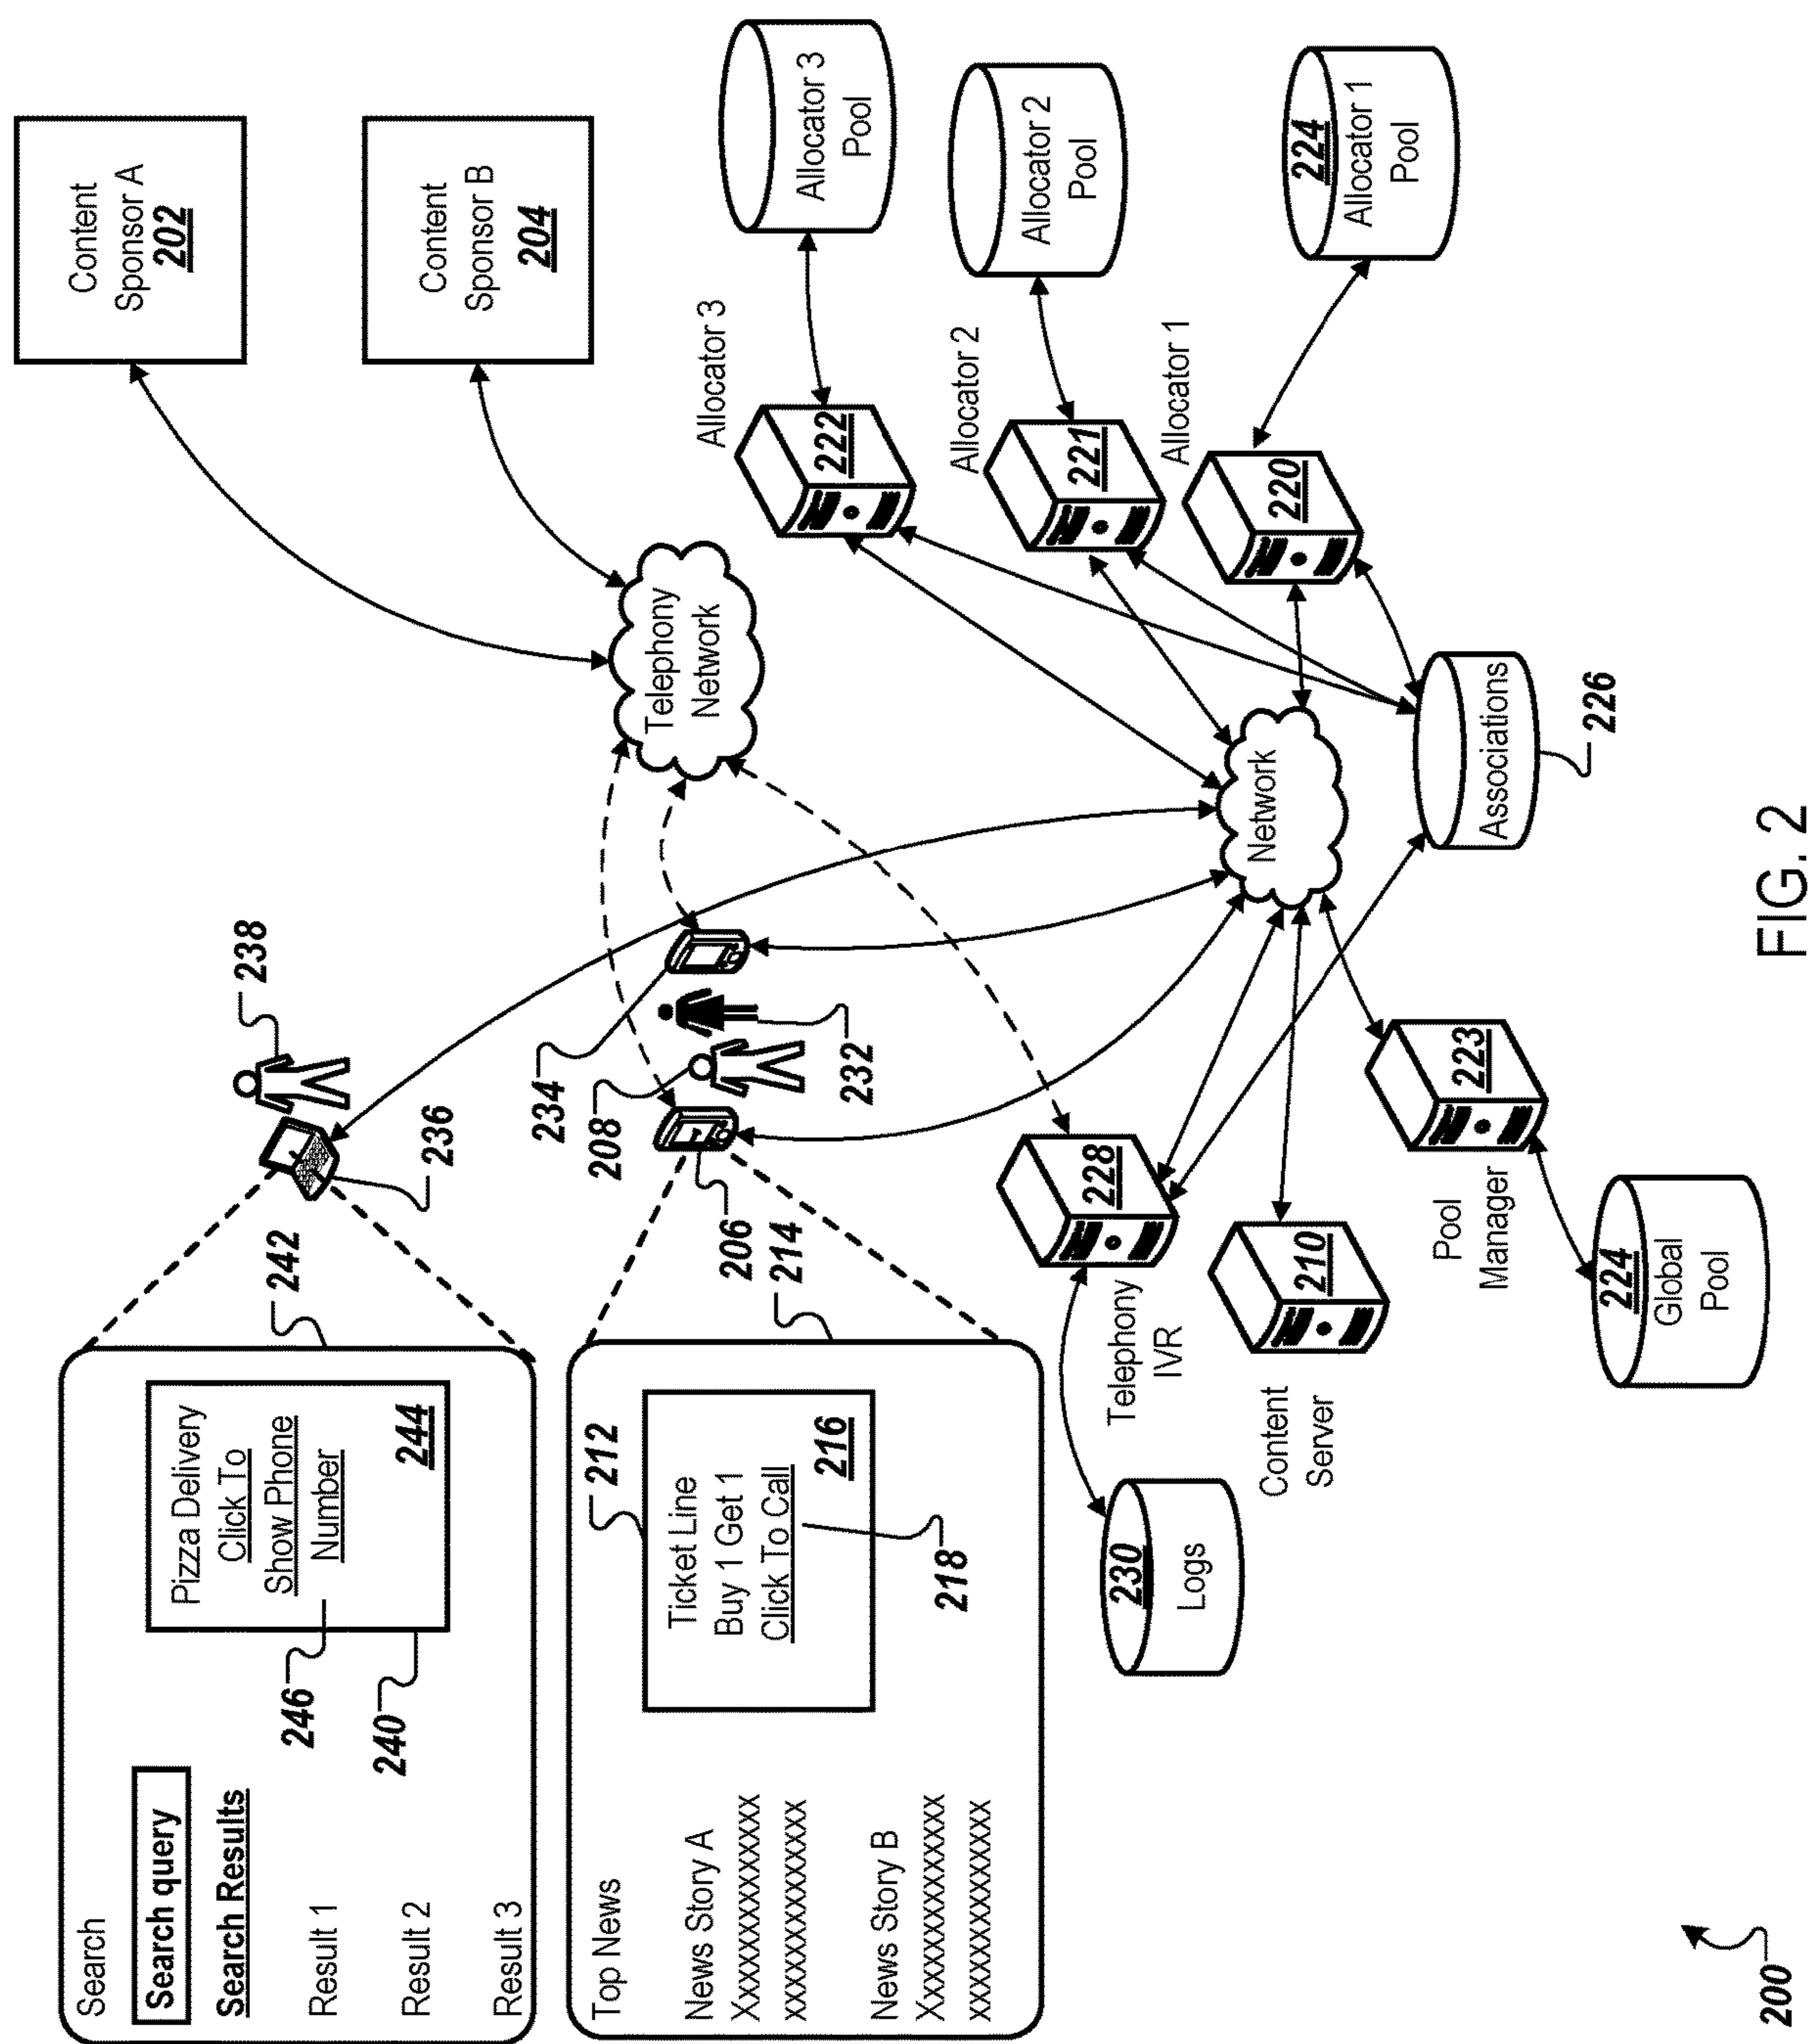 Search
Search query
Search Results
Result 1
Result 2
Result 3
Pizza Delivery
Click To
Show Phone
Number
244
246
240
242
236
238
Top News
News Story A
Xxxxxxxxxxxxx
xxxxxxxxxxxxx
News Story B
Xxxxxxxxxxxxx
xxxxxxxxxxxxx
212
Ticket Line
Buy 1 Get 1
Click To Call
216
218
214
206
208
234
232
Content
Sponsor A
202
Content
Sponsor B
204
Telephony
Network
Allocator 3
222
Allocator 3
Pool
Allocator 2
221
Allocator 2
Pool
Allocator 1
220
224
Allocator 1
Pool
Network
Associations
226
228
Telephony
IVR
230
Logs
210
Content
Server
223
Pool
Manager
224
Global
Pool
200
FIG. 2